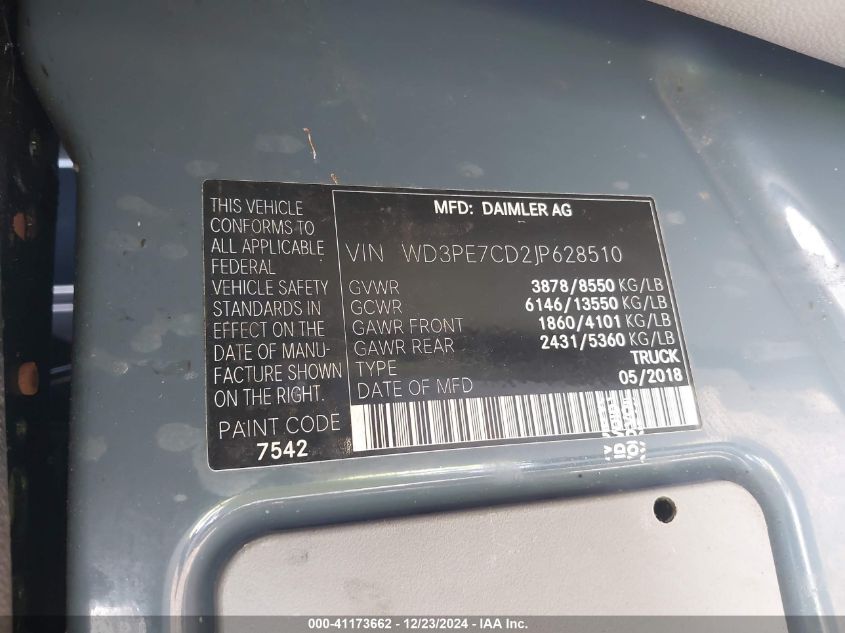 THIS VEHICLE
CONFORMS TO
ALL APPLICABLE
FEDERAL
VEHICLE SAFETY
STANDARDS IN
EFFECT ON THE
DATE OF MANU-
FACTURE SHOWN
ON THE RIGHT.
PAINT CODE
7542
MFD: DAIMLER AG
VIN WD3PE7CD2JP628510
GVWR 3878/8550 KG/LB
GCWR 6146/13550 KG/LB
GAWR FRONT 1860/4101 KG/LB
GAWR REAR 2431/5360 KG/LB
TYPE TRUCK
DATE OF MFD 05/2018
000-41173662 - 12/23/2024 - IAA Inc.